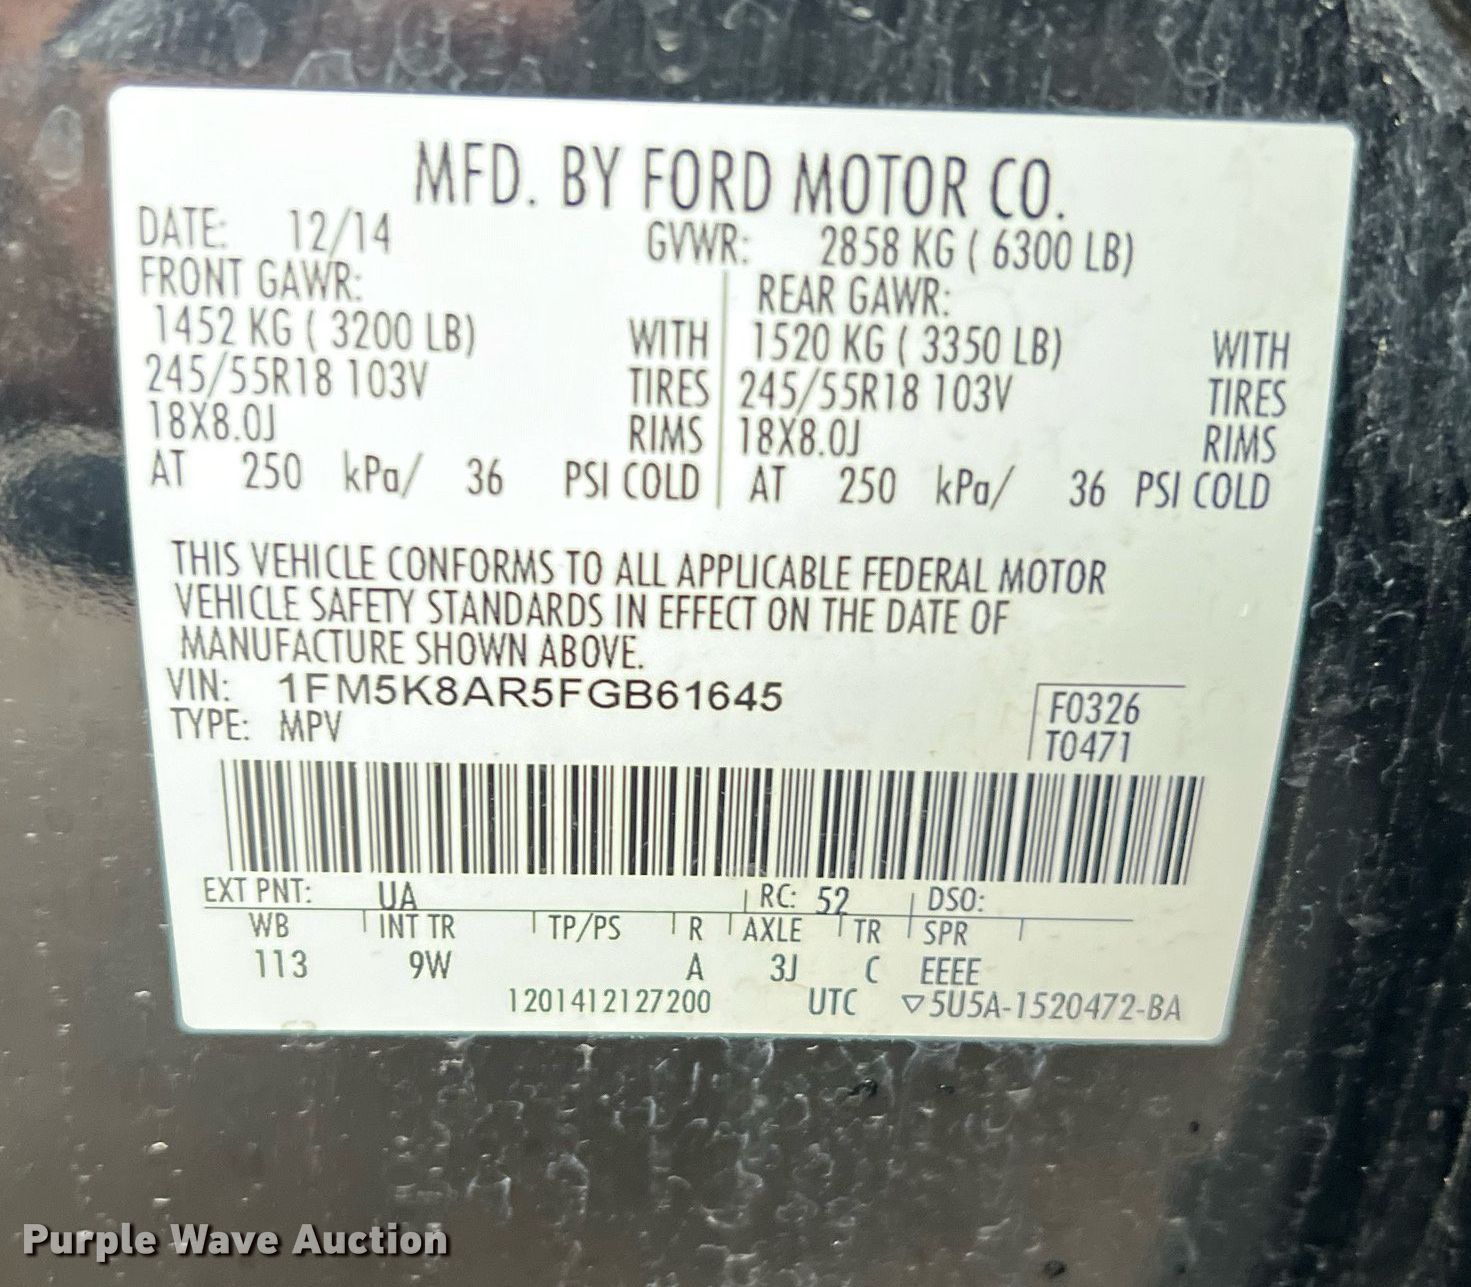 MFD. BY FORD MOTOR CO.
DATE: 12/14 GVWR: 2858 KG ( 6300 LB)
FRONT GAWR: REAR GAWR:
1452 KG ( 3200 LB) WITH 1520 KG ( 3350 LB) WITH
245/55R18 103V TIRES 245/55R18 103V TIRES
18X8.0J RIMS 18X8.0J RIMS
AT 250 kPa/ 36 PSI COLD AT 250 kPa/ 36 PSI COLD
THIS VEHICLE CONFORMS TO ALL APPLICABLE FEDERAL MOTOR
VEHICLE SAFETY STANDARDS IN EFFECT ON THE DATE OF
MANUFACTURE SHOWN ABOVE.
VIN: 1FM5K8AR5FGB61645 F0326
TYPE: MPV T0471
EXT PNT: UA RC: 52 DSO:
WB INT TR TP/PS R AXLE TR SPR
113 9W A 3J C EEEE
1201412127200 UTC ▽5U5A-1520472-BA
Purple Wave Auction